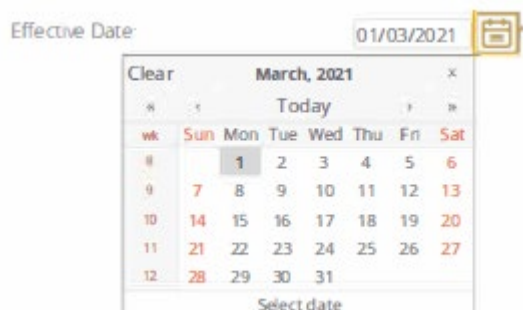 Effective Date 01/03/2021
Clear March, 2021 ×
« ‹ Today › »
wk Sun Mon Tue Wed Thu Fri Sat
8 1 2 3 4 5 6
9 7 8 9 10 11 12 13
10 14 15 16 17 18 19 20
11 21 22 23 24 25 26 27
12 28 29 30 31
Select date